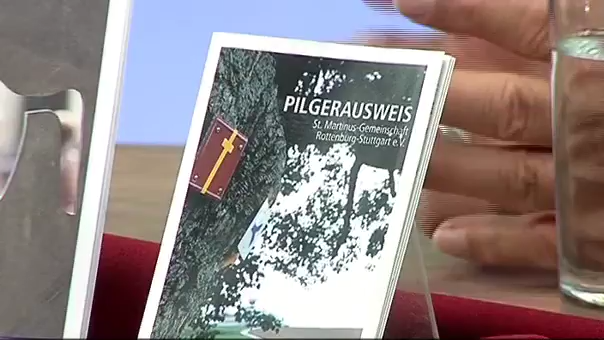 PILGERAUSWEIS
St. Martinus-Gemeinschaft
Rottenburg-Stuttgart e.V.